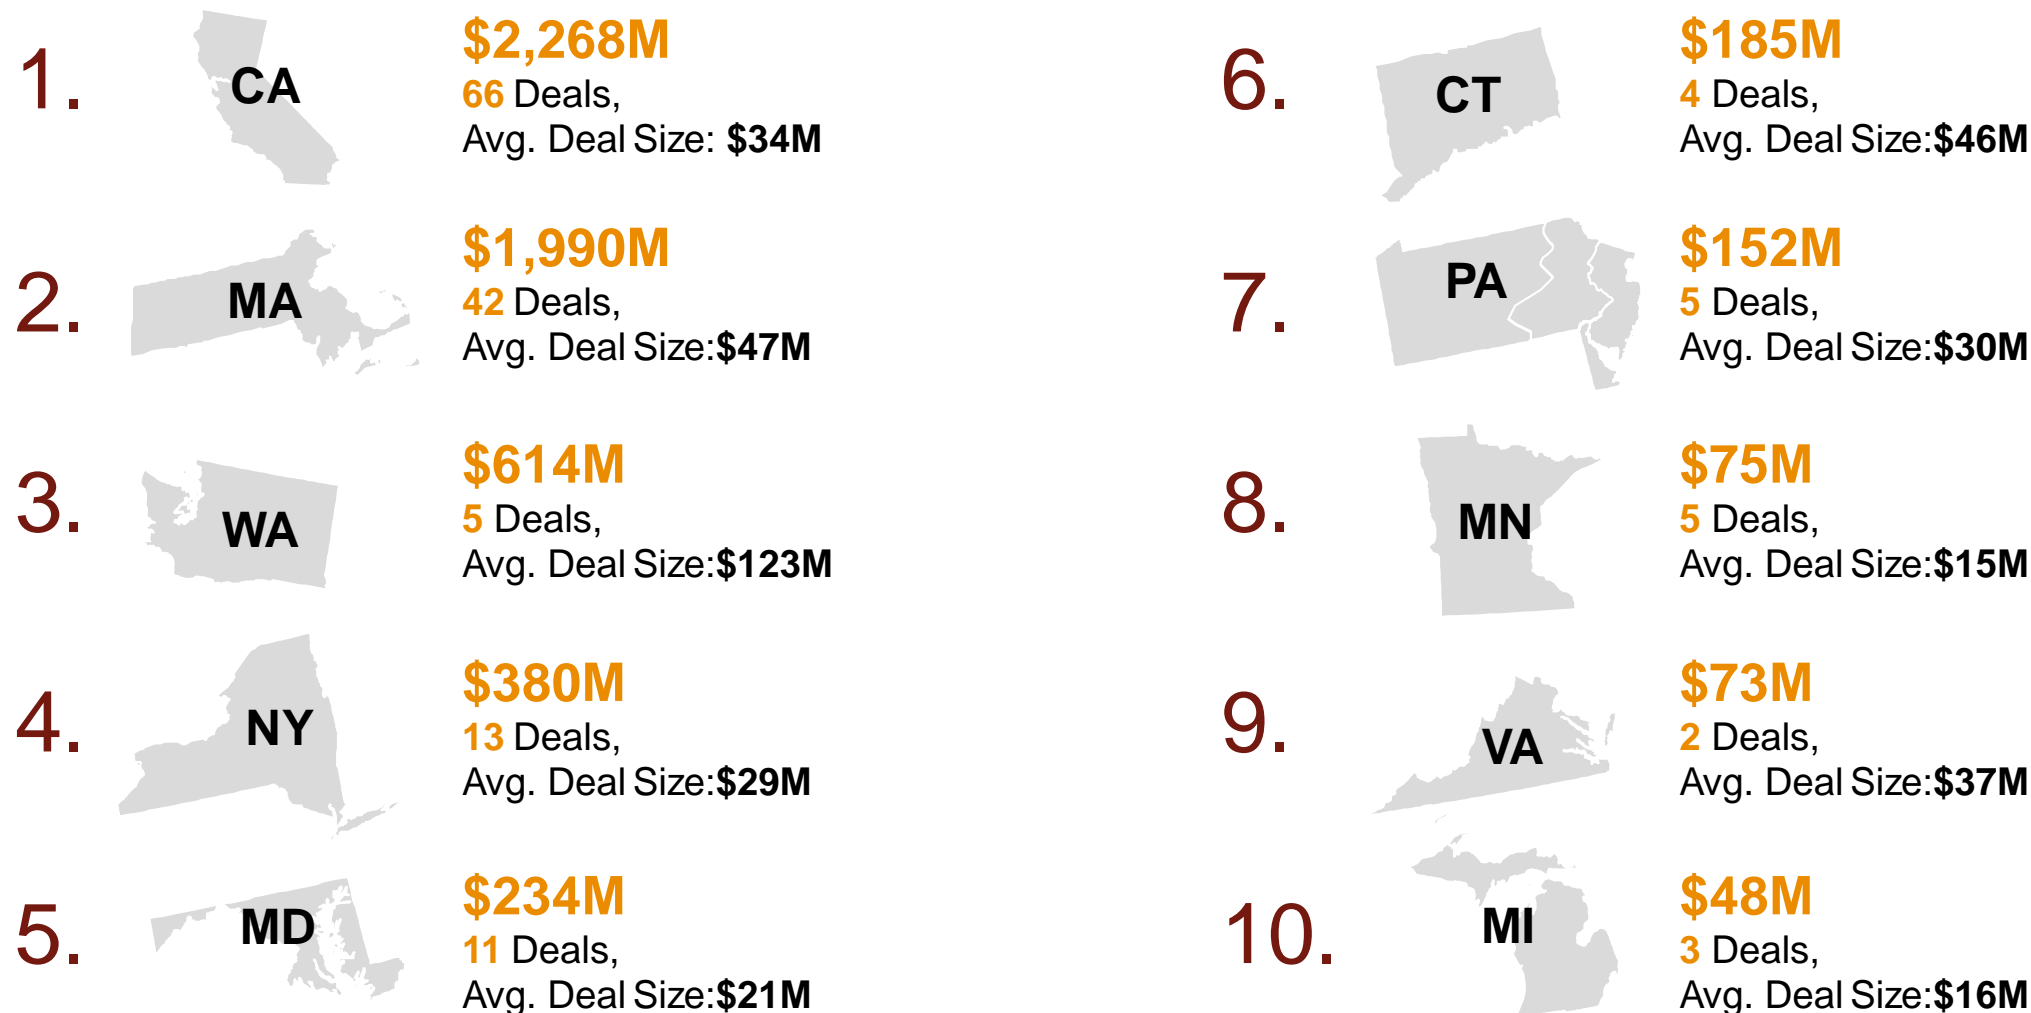 1.
CA
$2,268M
66 Deals,
Avg. Deal Size: $34M
2.
MA
$1,990M
42 Deals,
Avg. Deal Size:$47M
3.
WA
$614M
5 Deals,
Avg. Deal Size:$123M
4.
NY
$380M
13 Deals,
Avg. Deal Size:$29M
5.
MD
$234M
11 Deals,
Avg. Deal Size:$21M
6.
CT
$185M
4 Deals,
Avg. Deal Size:$46M
7.
PA
$152M
5 Deals,
Avg. Deal Size:$30M
8.
MN
$75M
5 Deals,
Avg. Deal Size:$15M
9.
VA
$73M
2 Deals,
Avg. Deal Size:$37M
10.
MI
$48M
3 Deals,
Avg. Deal Size:$16M